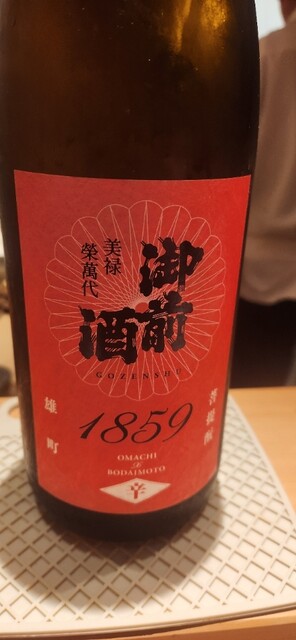 美禄
榮萬代
御前
酒
GOZENSHU
1859
雄町
菩提酛
OMACHI
&
BODAIMOTO
辛